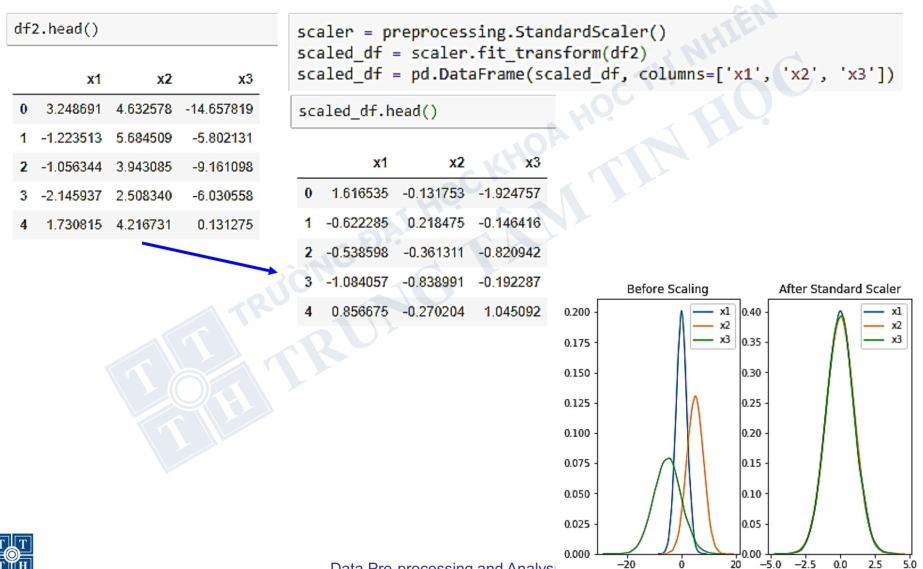 df2.head()
x1 x2 x3
0 3.248691 4.632578 -14.657819
1 -1.223513 5.684509 -5.802131
2 -1.056344 3.943085 -9.161098
3 -2.145937 2.508340 -6.030558
4 1.730815 4.216731 0.131275
scaler = preprocessing.StandardScaler()
scaled_df = scaler.fit_transform(df2)
scaled_df = pd.DataFrame(scaled_df, columns=['x1', 'x2', 'x3'])
scaled_df.head()
x1 x2 x3
0 1.616535 -0.131753 -1.924757
1 -0.622285 0.218475 -0.146416
2 -0.538598 -0.361311 -0.820942
3 -1.084057 -0.838991 -0.192287
4 0.856675 -0.270204 1.045092
TRƯỜNG ĐẠI HỌC KHOA HỌC TỰ NHIÊN
TRUNG TÂM TIN HỌC
T T
T H
Before Scaling
x1
x2
x3
0.200
0.175
0.150
0.125
0.100
0.075
0.050
0.025
0.000
−20 0 20
After Standard Scaler
x1
x2
x3
0.40
0.35
0.30
0.25
0.20
0.15
0.10
0.05
0.00
−5.0 −2.5 0.0 2.5 5.0
T T
T H
Data Pre-processing and Analysi